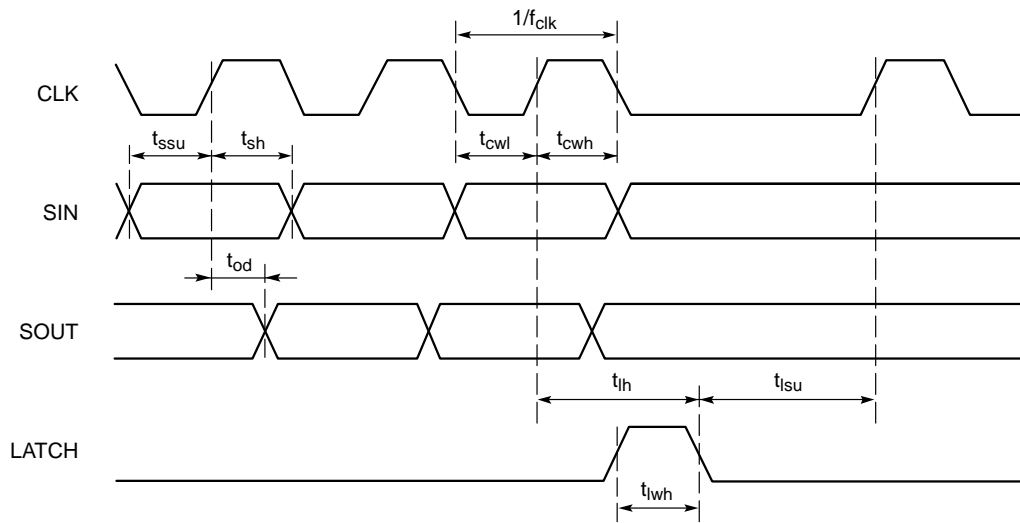 1/fclk
CLK
tssu
tsh
tcwl
tcwh
SIN
tod
SOUT
tlh
tlsu
LATCH
tlwh